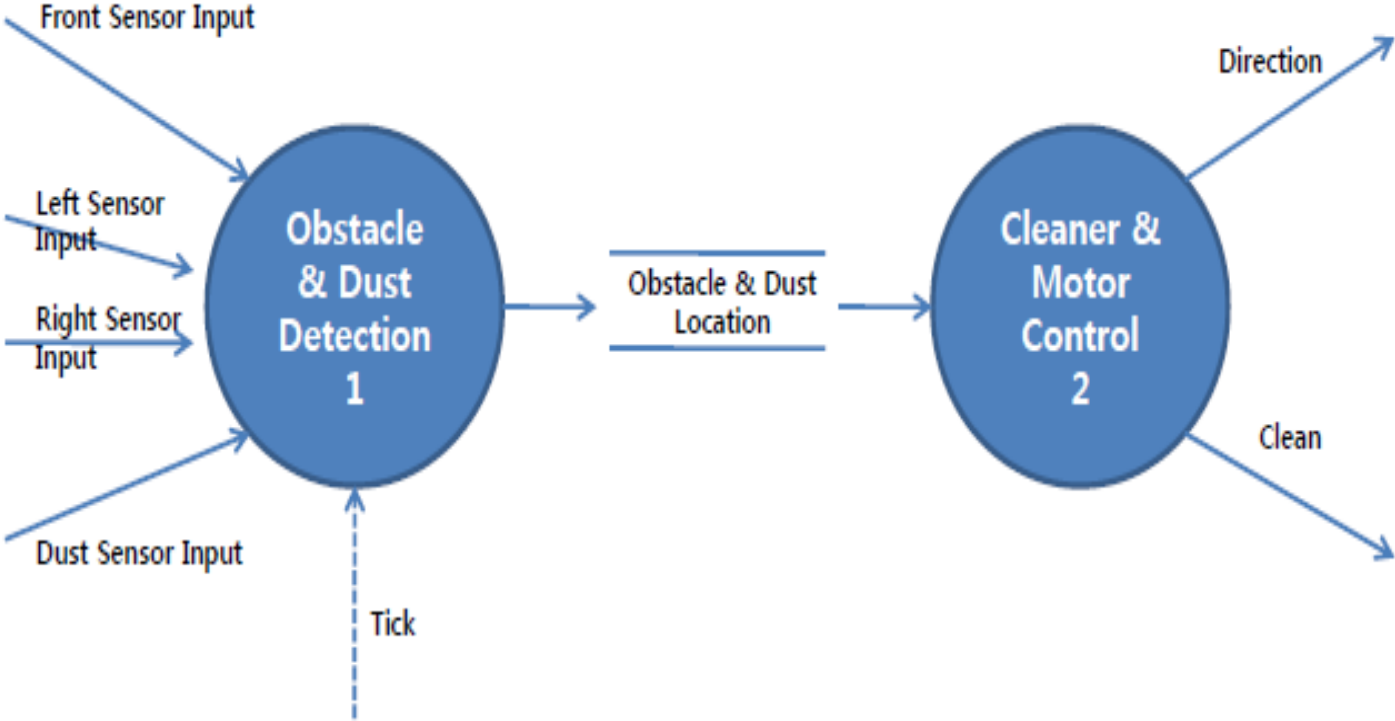 Front Sensor Input
Direction
Left Sensor
Input
Obstacle
& Dust
Detection
1
Cleaner &
Motor
Control
2
Obstacle & Dust
Location
Right Sensor
Input
Clean
Dust Sensor Input
Tick